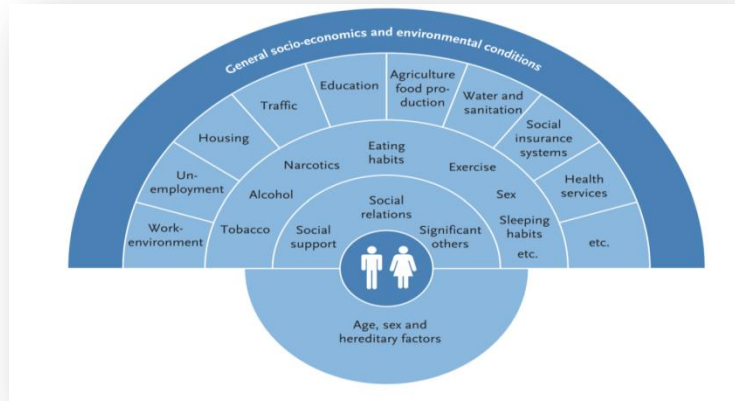 General socio-economics and environmental conditions
Work-
environment
Un-
employment
Housing
Traffic
Education
Agriculture
food pro-
duction
Water and
sanitation
Social
insurance
systems
Health
services
etc.
Tobacco
Alcohol
Narcotics
Eating
habits
Exercise
Sex
Sleeping
habits
etc.
Social
support
Social
relations
Significant
others
Age, sex and
hereditary factors